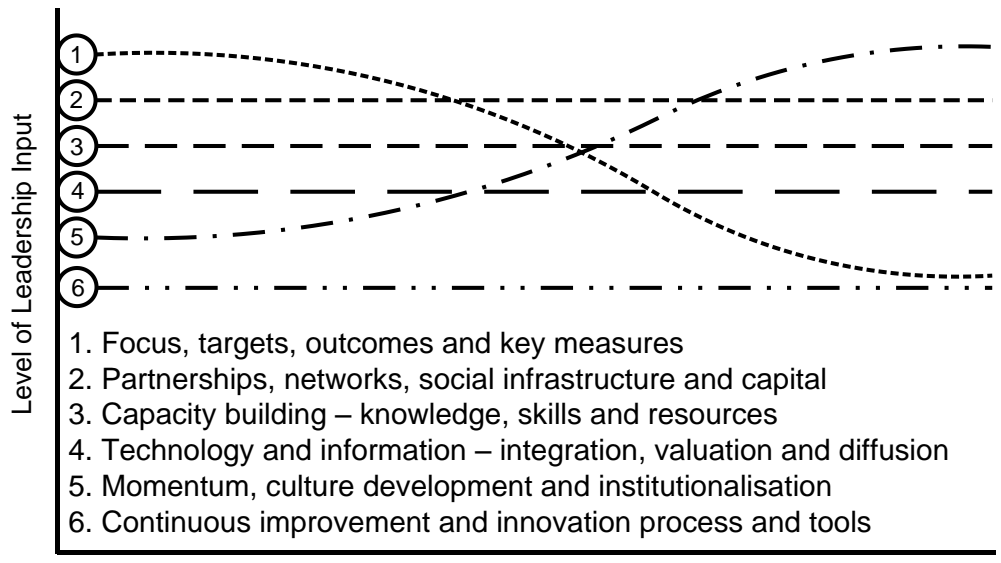 Level of Leadership Input
1
2
3
4
5
6
1. Focus, targets, outcomes and key measures
2. Partnerships, networks, social infrastructure and capital
3. Capacity building – knowledge, skills and resources
4. Technology and information – integration, valuation and diffusion
5. Momentum, culture development and institutionalisation
6. Continuous improvement and innovation process and tools